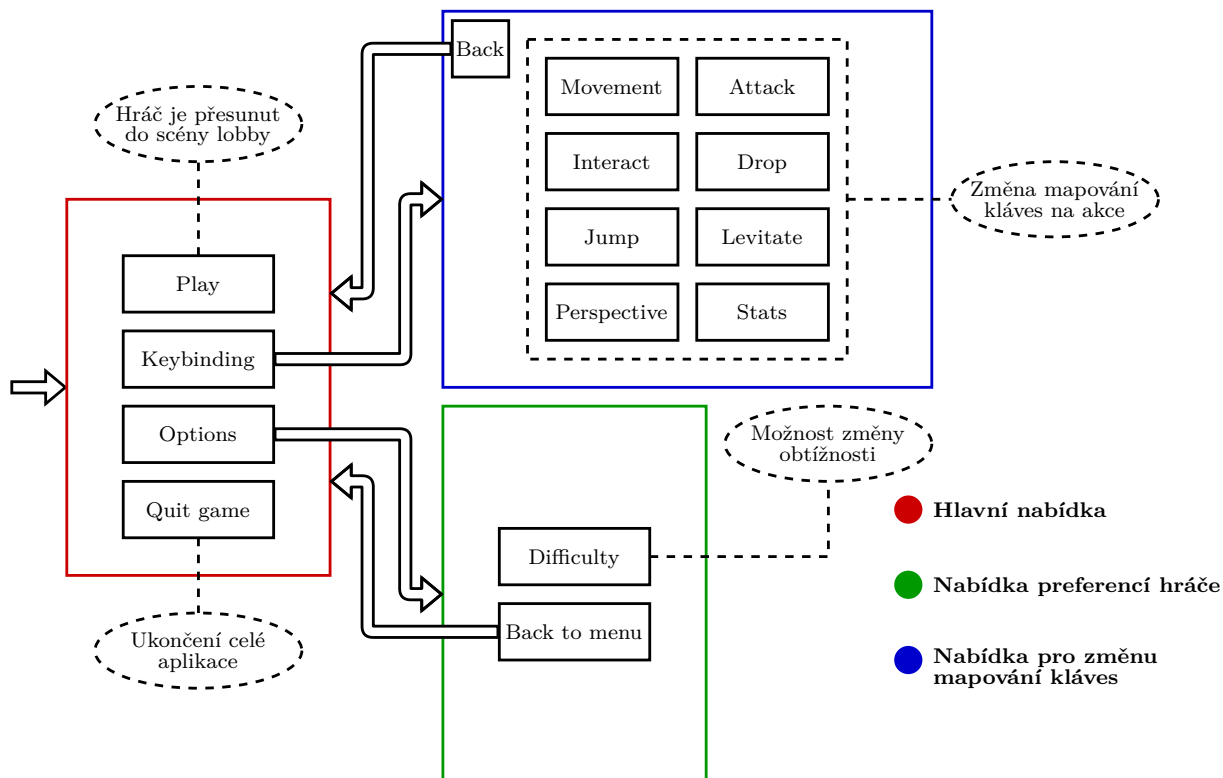 Back
Movement
Attack
Interact
Drop
Jump
Levitate
Perspective
Stats
Změna mapování
kláves na akce
Hráč je přesunut
do scény lobby
Play
Keybinding
Options
Quit game
Ukončení celé
aplikace
Možnost změny
obtížnosti
Difficulty
Back to menu
Hlavní nabídka
Nabídka preferencí hráče
Nabídka pro změnu
mapování kláves